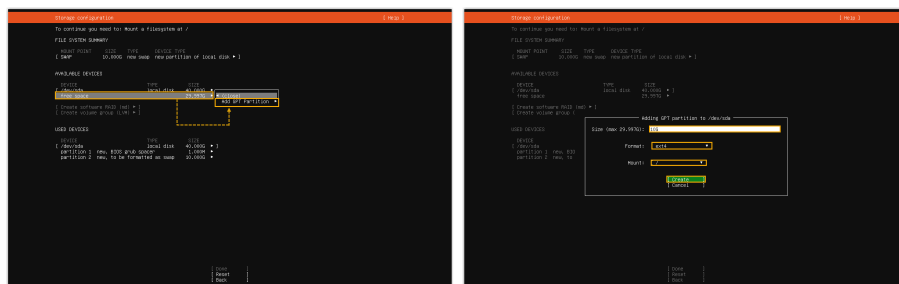 Storage configuration [ Help ]
To continue you need to: Mount a filesystem at /
FILE SYSTEM SUMMARY
MOUNT POINT SIZE TYPE DEVICE TYPE
[ SWAP 10.000G new swap new partition of local disk ▸ ]
AVAILABLE DEVICES
DEVICE TYPE SIZE
[ /dev/sda local disk 40.000G ▸ ]
free space 29.997G ▸
◂ (close)
Add GPT Partition ▸
[ Create software RAID (md) ▸ ]
[ Create volume group (LVM) ▸ ]
USED DEVICES
DEVICE TYPE SIZE
[ /dev/sda local disk 40.000G ▸ ]
partition 1 new, BIOS grub spacer 1.000M ▸
partition 2 new, to be formatted as swap 10.000G ▸
[ Done ]
[ Reset ]
[ Back ]
Storage configuration [ Help ]
To continue you need to: Mount a filesystem at /
FILE SYSTEM SUMMARY
MOUNT POINT SIZE TYPE DEVICE TYPE
[ SWAP 10.000G new swap new partition of local disk ▸ ]
AVAILABLE DEVICES
DEVICE TYPE SIZE
[ /dev/sda local disk 40.000G ▸ ]
free space 29.997G ▸
[ Create software RAID (md) ▸ ]
[ Create volume group (
Adding GPT partition to /dev/sda
Size (max 29.997G):
Format: [ ext4 ▾ ]
Mount: [ / ▾ ]
[ Create ]
[ Cancel ]
USED DEVICES
DEVICE
[ /dev/sda
partition 1 new, BIO
partition 2 new, to
[ Done ]
[ Reset ]
[ Back ]